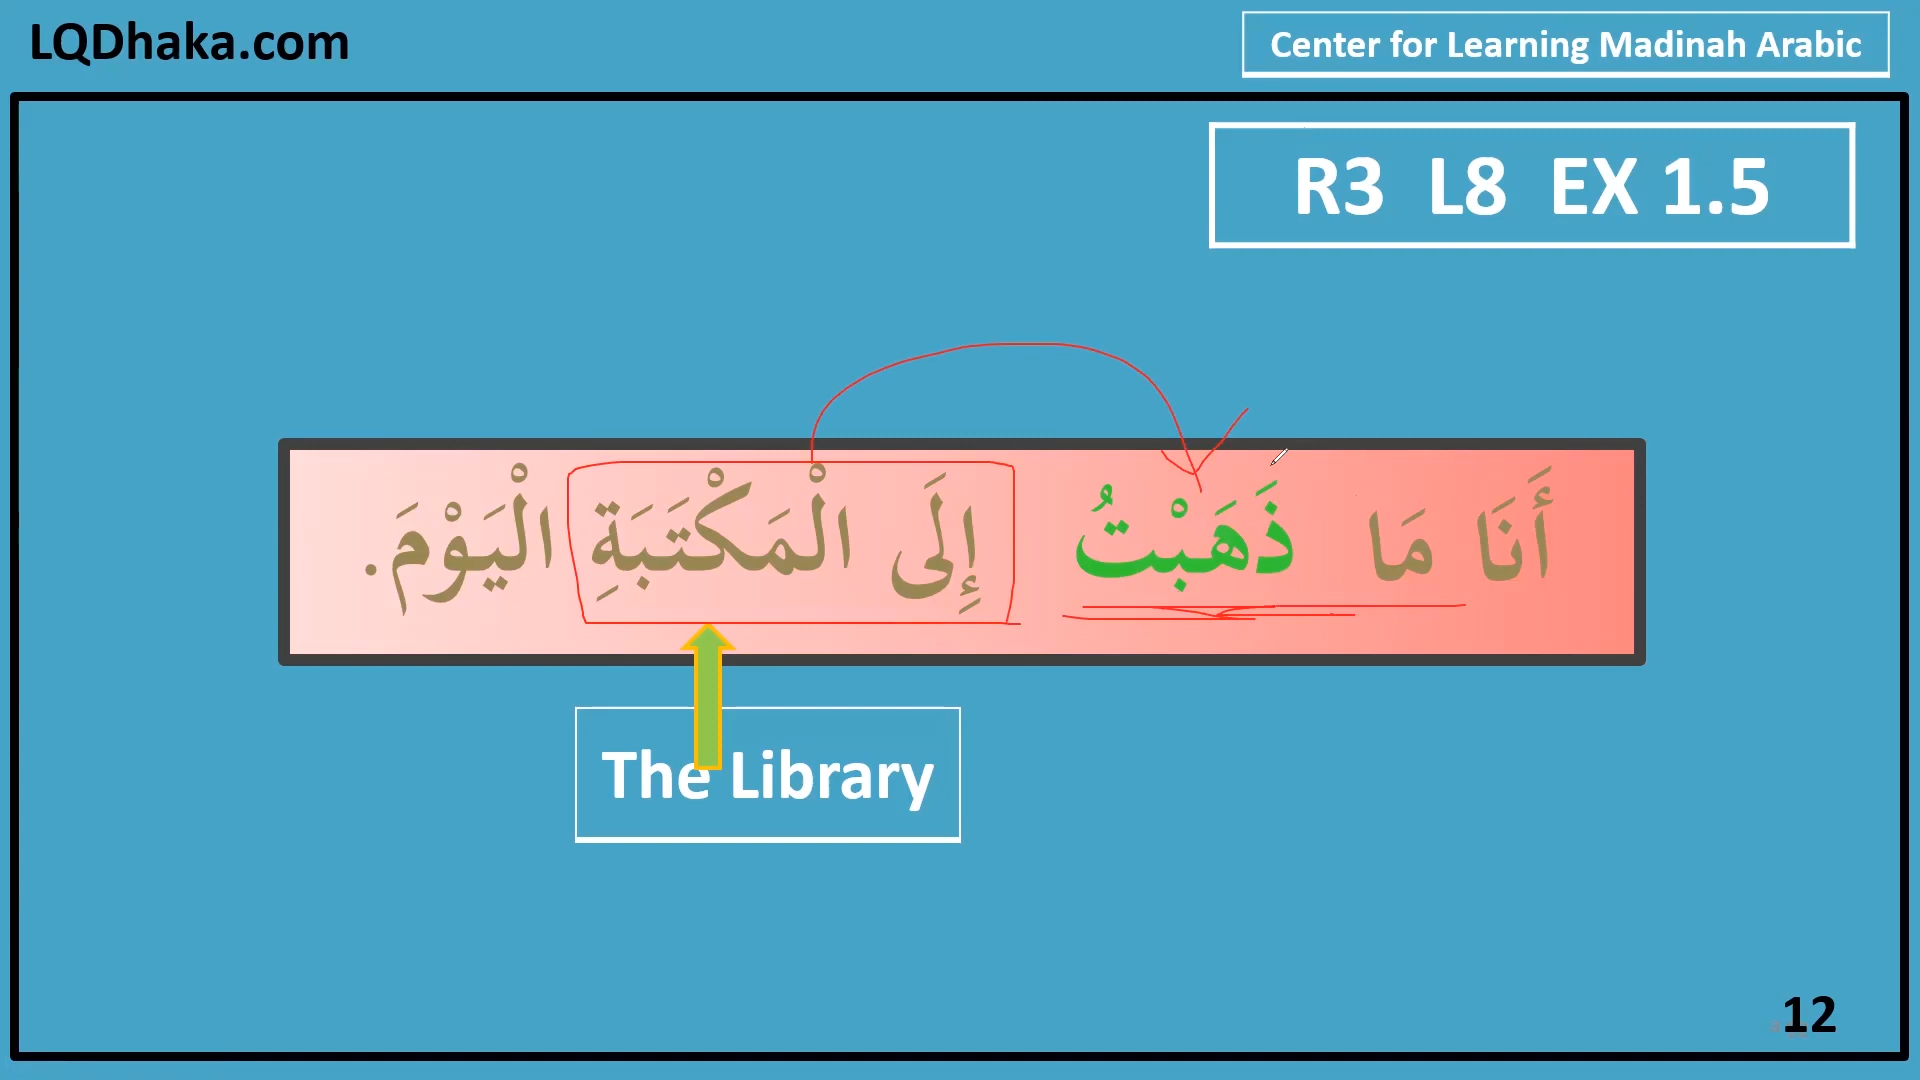 LQDhaka.com
Center for Learning Madinah Arabic
R3 L8 EX 1.5
أَنَا مَا ذَهَبْتُ إِلَى الْمَكْتَبَةِ الْيَوْمَ.
The Library
12